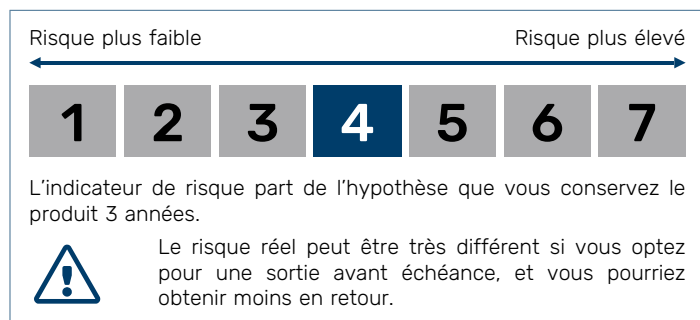 Risque plus faible Risque plus élevé
1 2 3 4 5 6 7
L'indicateur de risque part de l'hypothèse que vous conservez le
produit 3 années.
Le risque réel peut être très différent si vous optez
pour une sortie avant échéance, et vous pourriez
obtenir moins en retour.